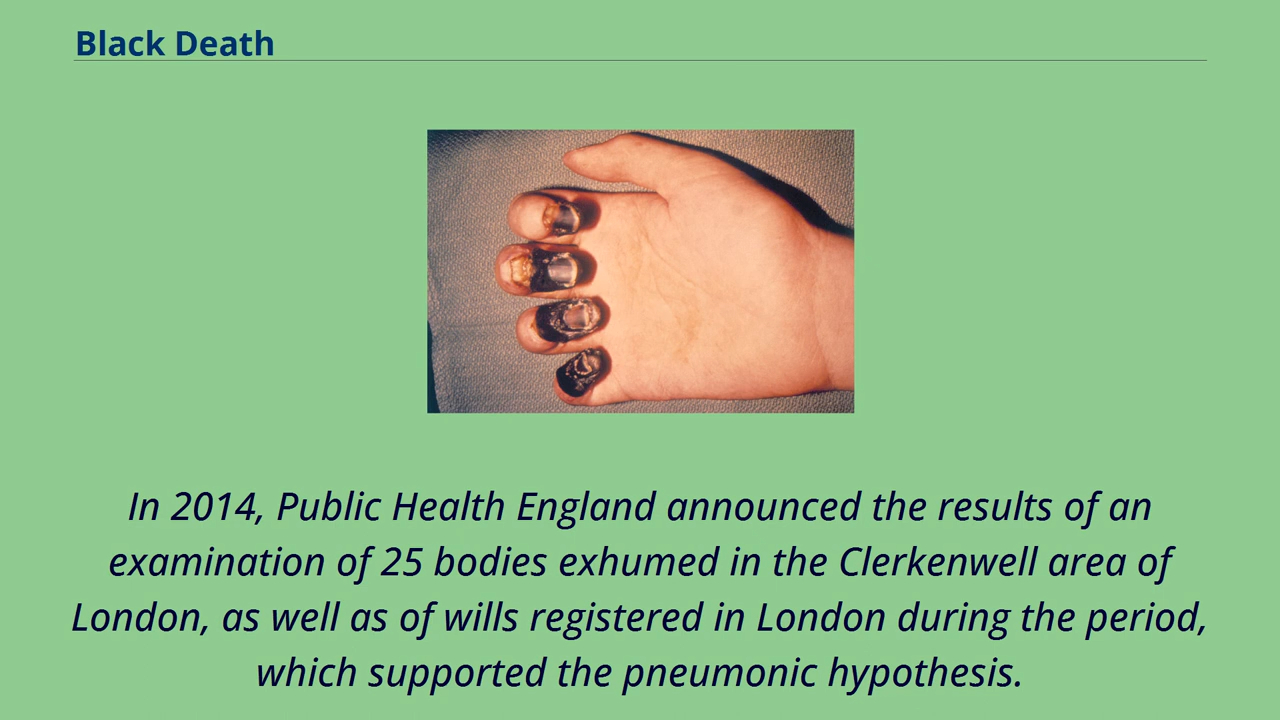 Black Death
In 2014, Public Health England announced the results of an
examination of 25 bodies exhumed in the Clerkenwell area of
London, as well as of wills registered in London during the period,
which supported the pneumonic hypothesis.